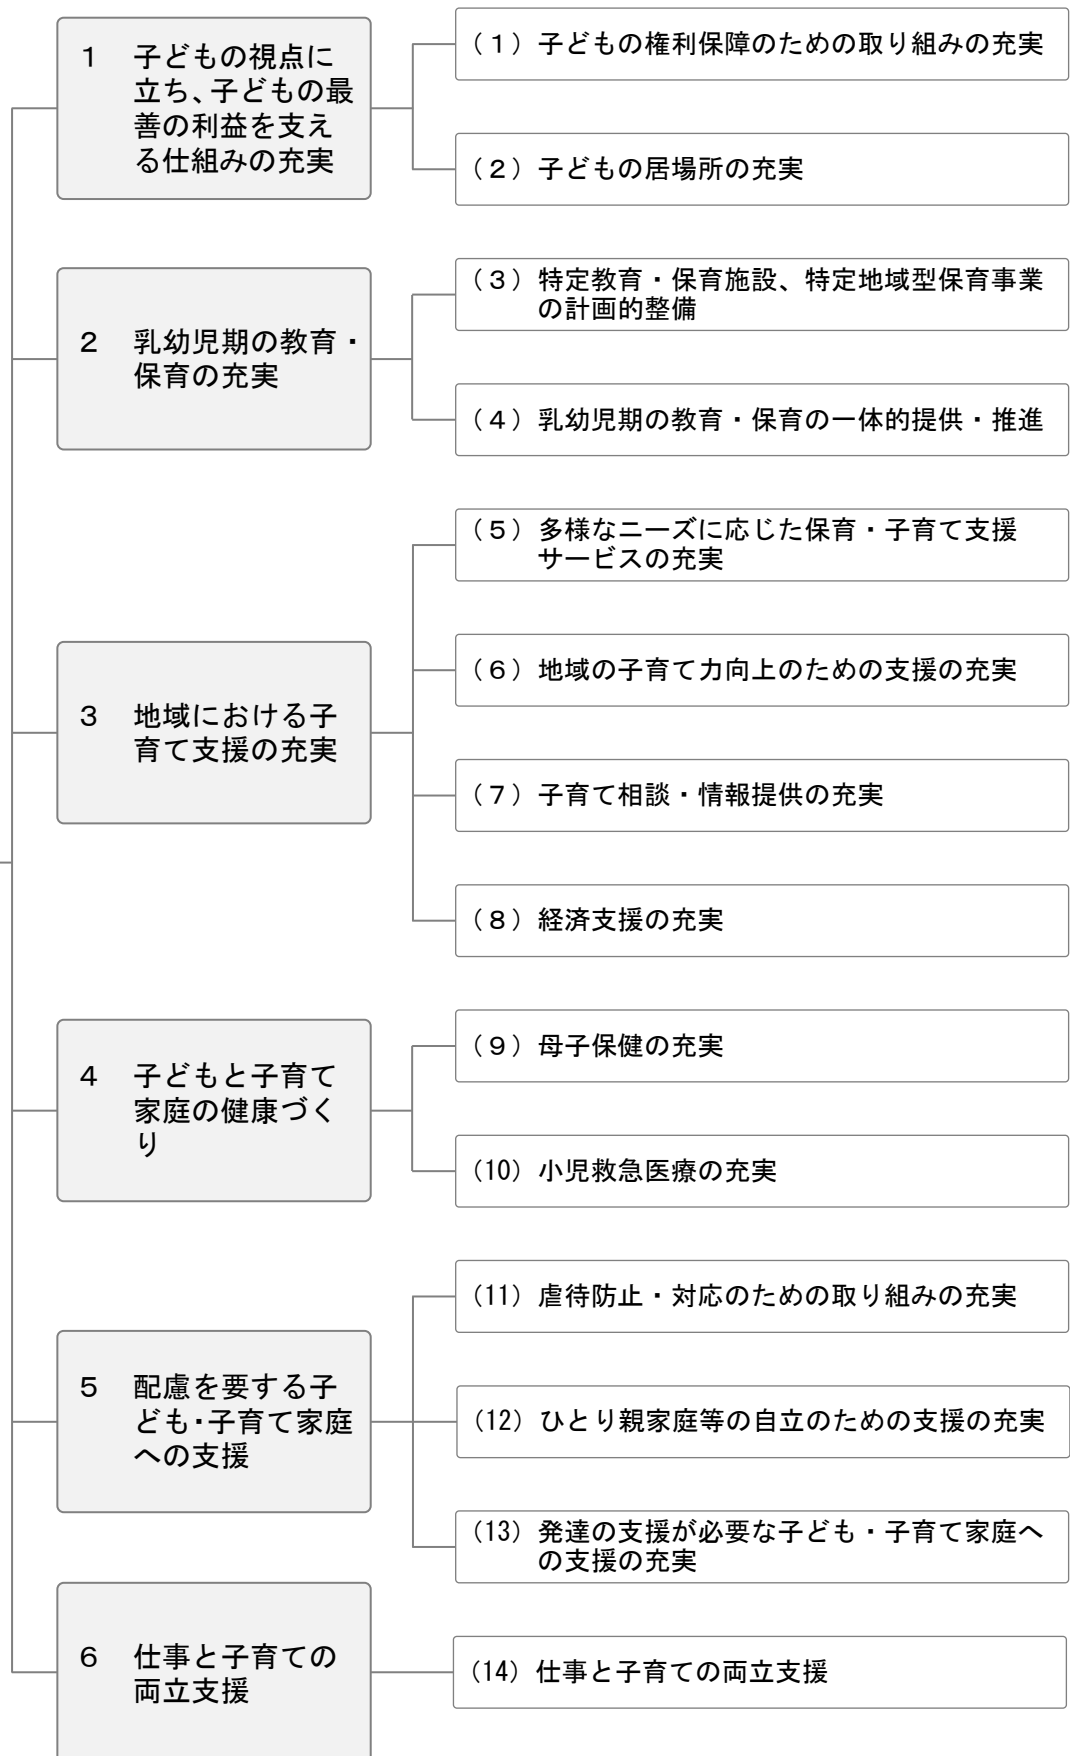 １　子どもの視点に
立ち、子どもの最
善の利益を支え
る仕組みの充実
（１）子どもの権利保障のための取り組みの充実
（２）子どもの居場所の充実
２　乳幼児期の教育・
保育の充実
（３）特定教育・保育施設、特定地域型保育事業
の計画的整備
（４）乳幼児期の教育・保育の一体的提供・推進
３　地域における子
育て支援の充実
（５）多様なニーズに応じた保育・子育て支援
サービスの充実
（６）地域の子育て力向上のための支援の充実
（７）子育て相談・情報提供の充実
（８）経済支援の充実
４　子どもと子育て
家庭の健康づく
り
（９）母子保健の充実
（10）小児救急医療の充実
５　配慮を要する子
ども・子育て家庭
への支援
（11）虐待防止・対応のための取り組みの充実
（12）ひとり親家庭等の自立のための支援の充実
（13）発達の支援が必要な子ども・子育て家庭へ
の支援の充実
６　仕事と子育ての
両立支援
（14）仕事と子育ての両立支援